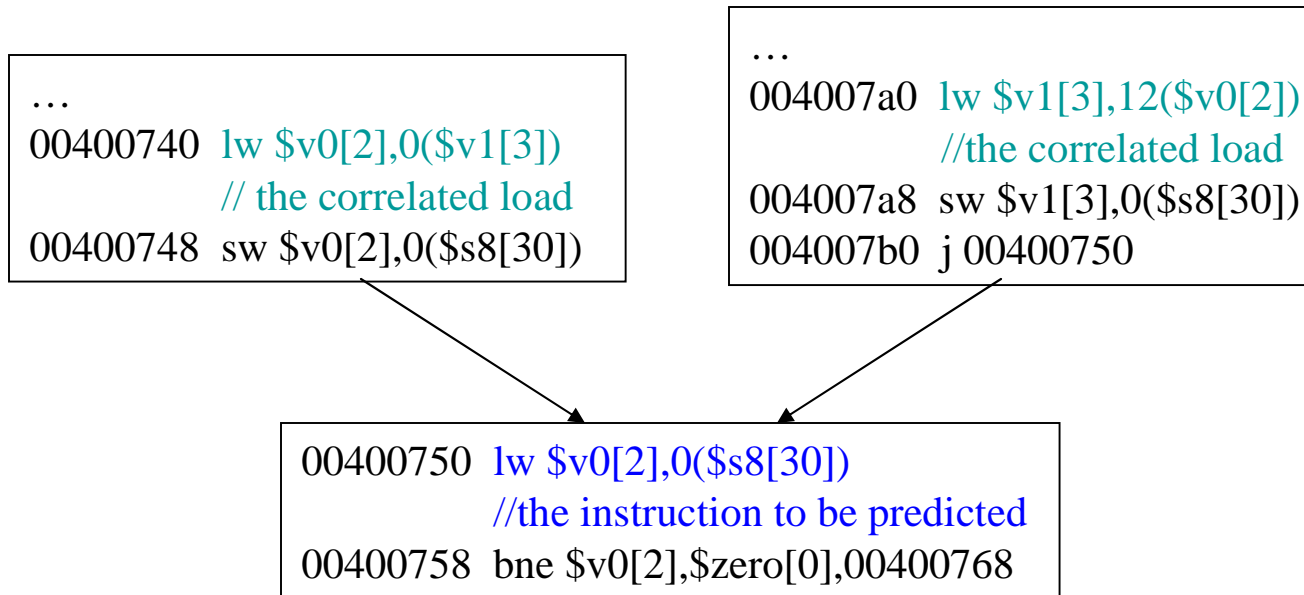 …
00400740 lw $v0[2],0($v1[3])
// the correlated load
00400748 sw $v0[2],0($s8[30])
…
004007a0 lw $v1[3],12($v0[2])
//the correlated load
004007a8 sw $v1[3],0($s8[30])
004007b0 j 00400750
00400750 lw $v0[2],0($s8[30])
//the instruction to be predicted
00400758 bne $v0[2],$zero[0],00400768